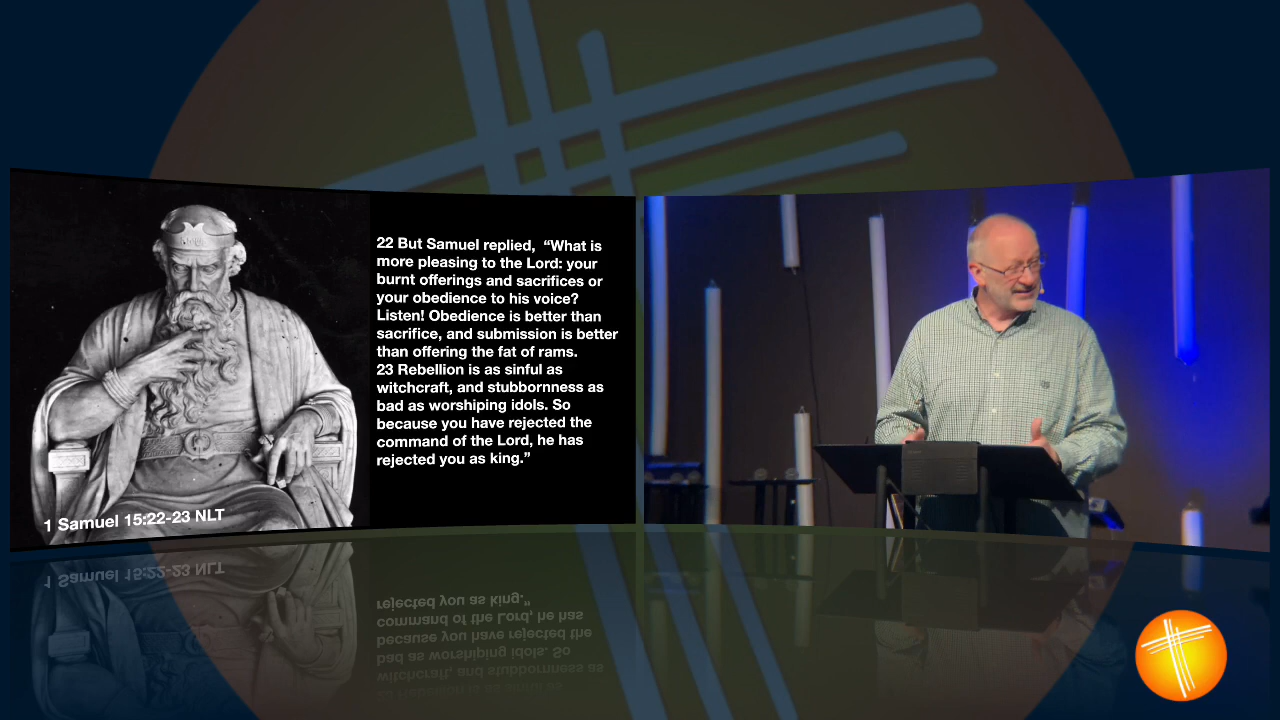 22 But Samuel replied,  “What is
more pleasing to the Lord: your
burnt offerings and sacrifices or
your obedience to his voice?
Listen! Obedience is better than
sacrifice, and submission is better
than offering the fat of rams.
23 Rebellion is as sinful as
witchcraft, and stubbornness as
bad as worshiping idols. So
because you have rejected the
command of the Lord, he has
rejected you as king.”
1 Samuel 15:22-23 NLT